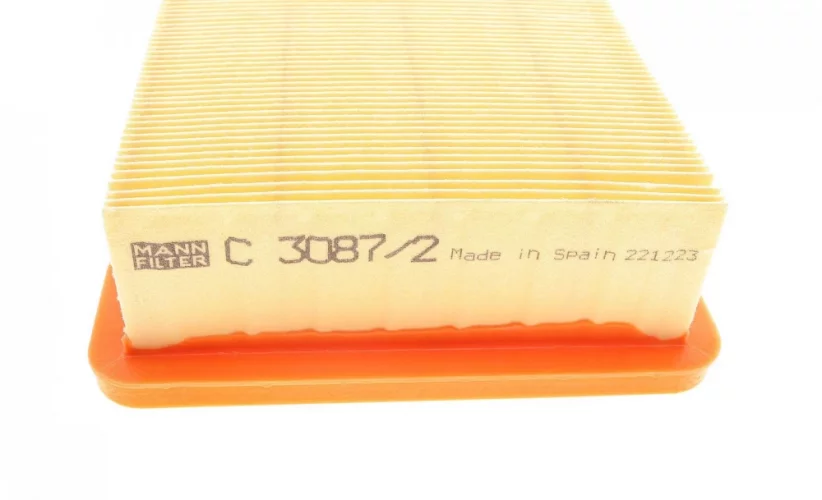 MANN
FILTER
C 3087/2 Made in Spain 221223